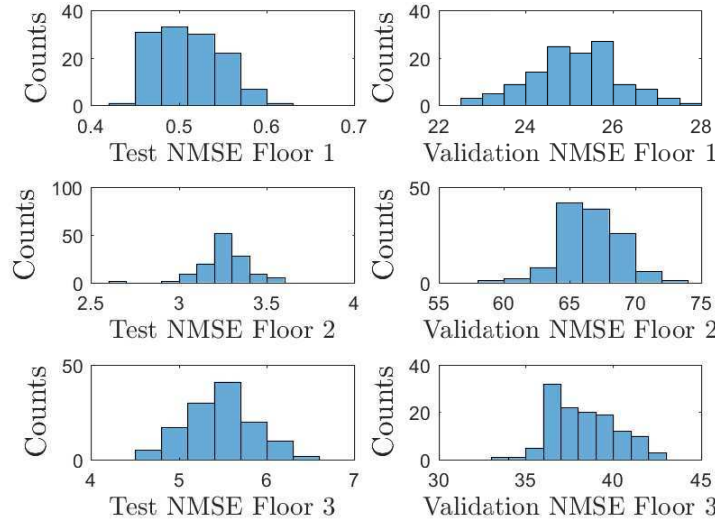 40
20
0
Counts
0.4 0.5 0.6 0.7
Test NMSE Floor 1
40
20
0
Counts
22 24 26 28
Validation NMSE Floor 1
100
50
0
Counts
2.5 3 3.5 4
Test NMSE Floor 2
50
0
Counts
55 60 65 70 75
Validation NMSE Floor 2
50
0
Counts
4 5 6 7
Test NMSE Floor 3
40
20
0
Counts
30 35 40 45
Validation NMSE Floor 3